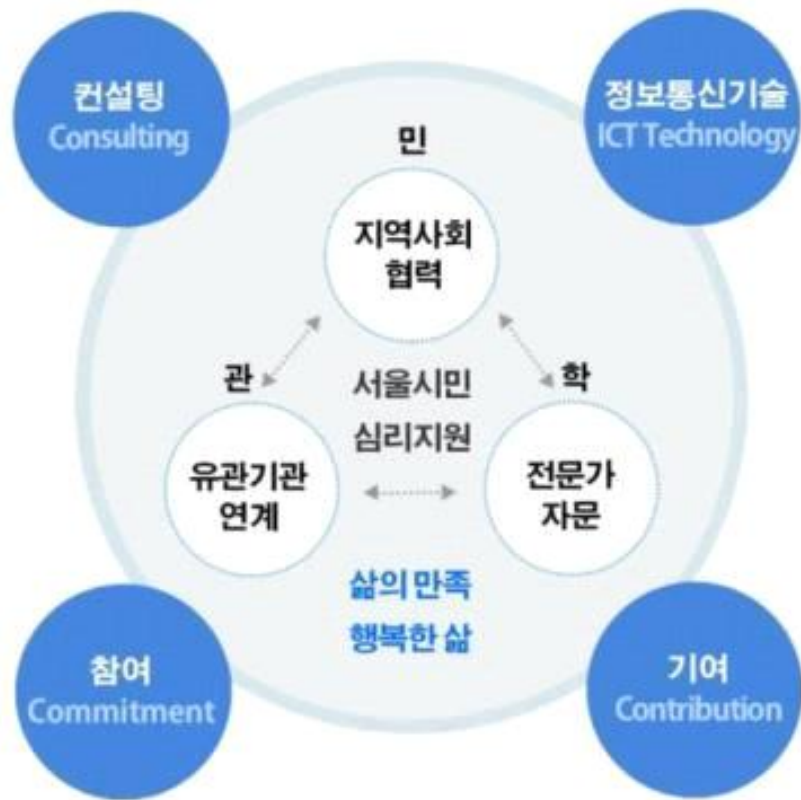 컨설팅
Consulting
정보통신기술
ICT Technology
민
지역사회
협력
관
학
서울시민
심리지원
유관기관
연계
전문가
자문
삶의 만족
행복한 삶
참여
Commitment
기여
Contribution